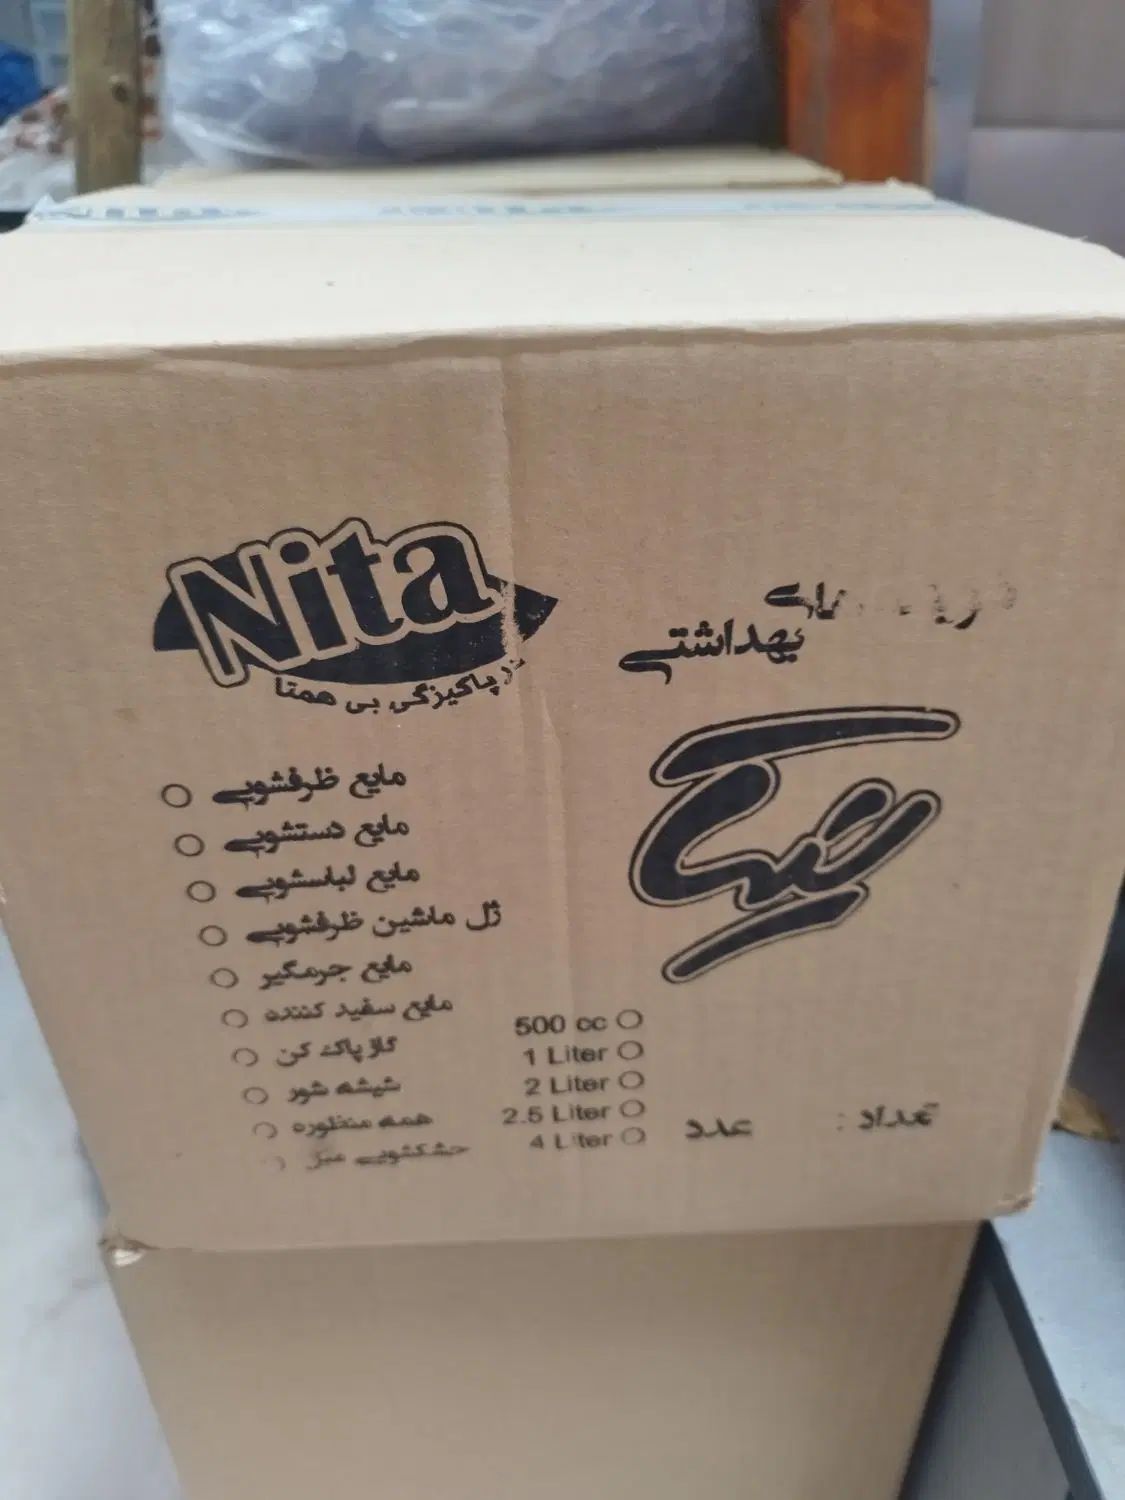 Nita
در پاکیزگی بی همتا
بهداشتی
مایع ظرفشویی
مایع دستشویی
مایع لباسشویی
ژل ماشین ظرفشویی
مایع جرمگیر
مایع سفید کننده
گاز پاک کن
شیشه شور
همه منظوره
خشکشویی مبل
500 cc
1 Liter
2 Liter
2.5 Liter
4 Liter
تعداد : عدد